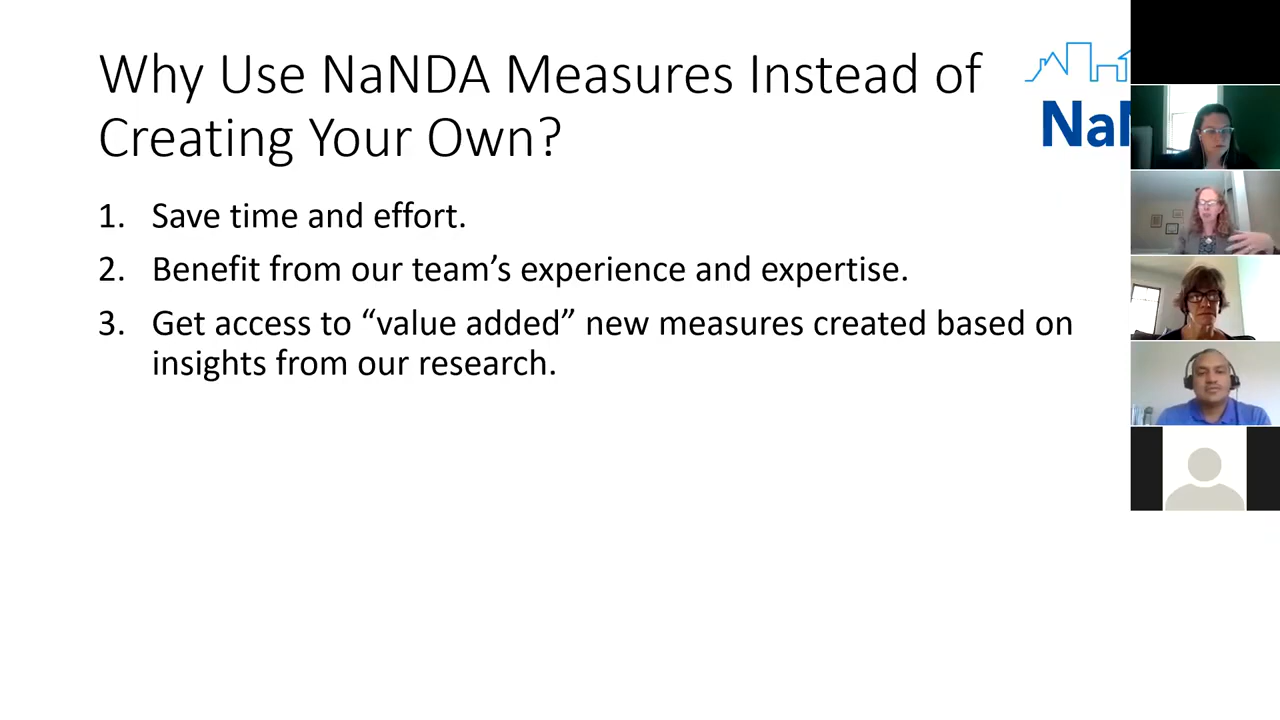 Why Use NaNDA Measures Instead of
Creating Your Own?
NaN
1. Save time and effort.
2. Benefit from our team’s experience and expertise.
3. Get access to “value added” new measures created based on
insights from our research.